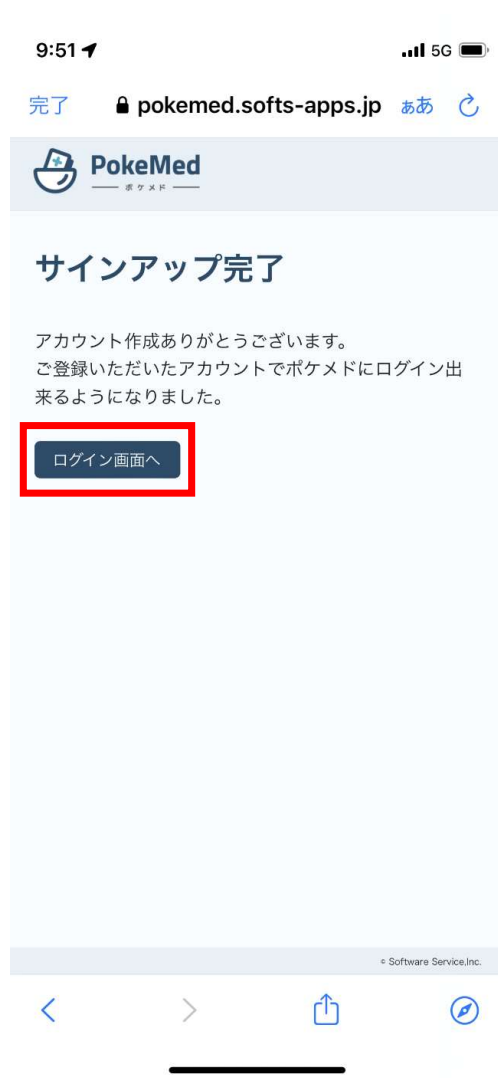 9:51
5G
完了
pokemed.softs-apps.jp
ぁあ
PokeMed
ポケメド
サインアップ完了
アカウント作成ありがとうございます。
ご登録いただいたアカウントでポケメドにログイン出
来るようになりました。
ログイン画面へ
© Software Service,Inc.